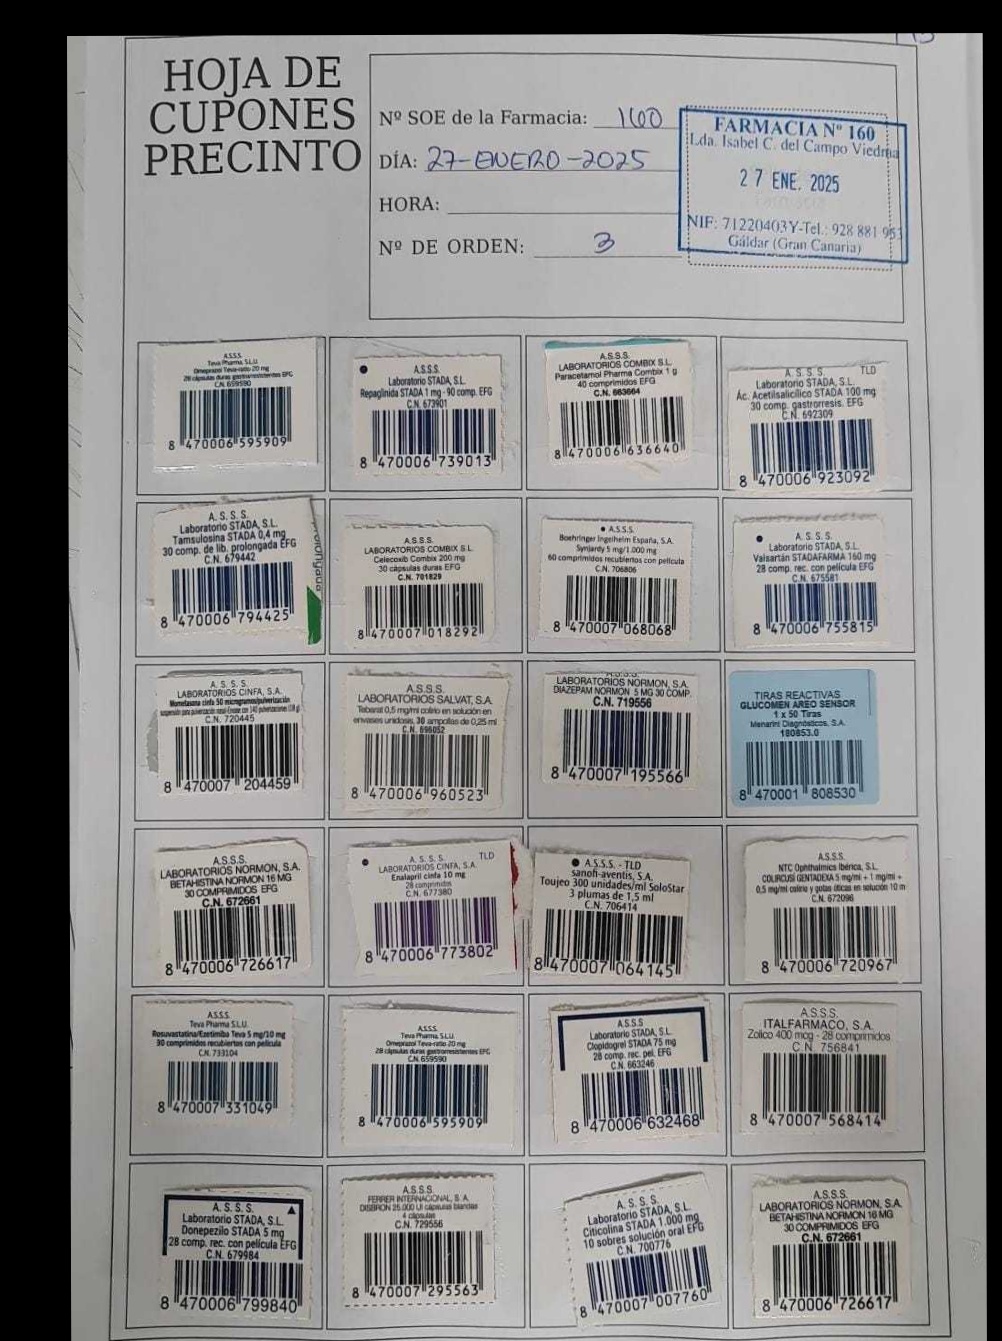 HOJA DE
CUPONES
PRECINTO
Nº SOE de la Farmacia: 160
DÍA: 27-ENERO-2025
HORA:
Nº DE ORDEN: 3
FARMACIA Nº 160
Lda. Isabel C. del Campo Viedma
27 ENE. 2025
NIF: 71220403Y-Tel.: 928 881 953
Gáldar (Gran Canaria)
A.S.S.S.
Teva Pharma, S.L.U.
Omeprazol Teva-ratio 20 mg
28 cápsulas duras gastrorresistentes EFG
C.N. 659590
8 470006 595909
A.S.S.S.
Laboratorio STADA, S.L.
Repaglinida STADA 1 mg - 90 comp. EFG
C.N. 673901
8 470006 739013
A.S.S.S.
LABORATORIOS COMBIX S.L.
Paracetamol Pharma Combix 1 g
40 comprimidos EFG
C.N. 663664
8 470006 636640
A. S. S. S. TLD
Laboratorio STADA, S.L.
Ác. Acetilsalicílico STADA 100 mg
30 comp. gastrorresis. EFG
C.N. 692309
8 470006 923092
A. S. S. S.
Laboratorio STADA, S.L.
Tamsulosina STADA 0,4 mg
30 comp. de lib. prolongada EFG
C.N. 679442
8 470006 794425
A.S.S.S.
LABORATORIOS COMBIX S.L.
Celecoxib Combix 200 mg
30 cápsulas duras EFG
C.N. 701829
8 470007 018292
A.S.S.S.
Boehringer Ingelheim España, S.A.
Synjardy 5 mg/1.000 mg
60 comprimidos recubiertos con película
C.N. 706806
8 470007 068068
A. S. S. S.
Laboratorio STADA, S.L.
Valsartán STADAFARMA 160 mg
28 comp. rec. con película EFG
C.N. 675581
8 470006 755815
A. S. S. S.
LABORATORIOS CINFA, S.A.
Mometasona cinfa 50 microgramos/pulverización
suspensión para pulverización nasal-Envase con 140 pulverizaciones (18 g)
C.N. 720445
8 470007 204459
A.S.S.S.
LABORATORIOS SALVAT, S.A.
Tebarat 0,5 mg/ml colirio en solución en
envases unidosis, 30 ampollas de 0,25 ml
C.N. 696052
8 470006 960523
A.S.S.S.
LABORATORIOS NORMON, S.A.
DIAZEPAM NORMON 5 MG 30 COMP.
C.N. 719556
8 470007 195566
TIRAS REACTIVAS
GLUCOMEN AREO SENSOR
1 x 50 Tiras
Menarini Diagnósticos, S.A.
180853.0
8 470001 808530
A.S.S.S.
LABORATORIOS NORMON, S.A.
BETAHISTINA NORMON 16 MG
30 COMPRIMIDOS EFG
C.N. 672661
8 470006 726617
A. S. S. S. TLD
LABORATORIOS CINFA, S.A.
Enalapril cinfa 10 mg
28 comprimidos
C.N. 677380
8 470006 773802
A.S.S.S. - TLD
sanofi-aventis, S.A.
Toujeo 300 unidades/ml SoloStar
3 plumas de 1,5 ml
C.N. 706414
8 470007 064145
A.S.S.S.
NTC Ophthalmics Ibérica, S.L.
COLIRCUSÍ GENTADEXA 5 mg/ml + 1 mg/ml +
0,5 mg/ml colirio y gotas óticas en solución 10 m
C.N. 672096
8 470006 720967
A.S.S.S.
Teva Pharma S.L.U.
Rosuvastatina/Ezetimiba Teva 5 mg/10 mg
30 comprimidos recubiertos con película
C.N. 733104
8 470007 331049
A.S.S.S.
Teva Pharma, S.L.U.
Omeprazol Teva-ratio 20 mg
28 cápsulas duras gastrorresistentes EFG
C.N. 659590
8 470006 595909
A.S.S.S
Laboratorio STADA, S.L.
Clopidogrel STADA 75 mg
28 comp. rec. pel. EFG
C.N. 663246
8 470006 632468
A.S.S.S.
ITALFARMACO, S.A.
Zolico 400 mcg - 28 comprimidos
C.N. 756841
8 470007 568414
A. S. S. S.
Laboratorio STADA, S.L.
Donepezilo STADA 5 mg
28 comp. rec. con película EFG
C.N. 679984
8 470006 799840
A.S.S.S.
FERRER INTERNACIONAL, S. A.
DISEBRON 25.000 UI cápsulas blandas
4 cápsulas
C.N. 729556
8 470007 295563
A. S. S. S.
Laboratorio STADA, S.L.
Citicolina STADA 1.000 mg
10 sobres solución oral EFG
C.N. 700776
8 470007 007760
A.S.S.S.
LABORATORIOS NORMON, S.A.
BETAHISTINA NORMON 16 MG
30 COMPRIMIDOS EFG
C.N. 672661
8 470006 726617